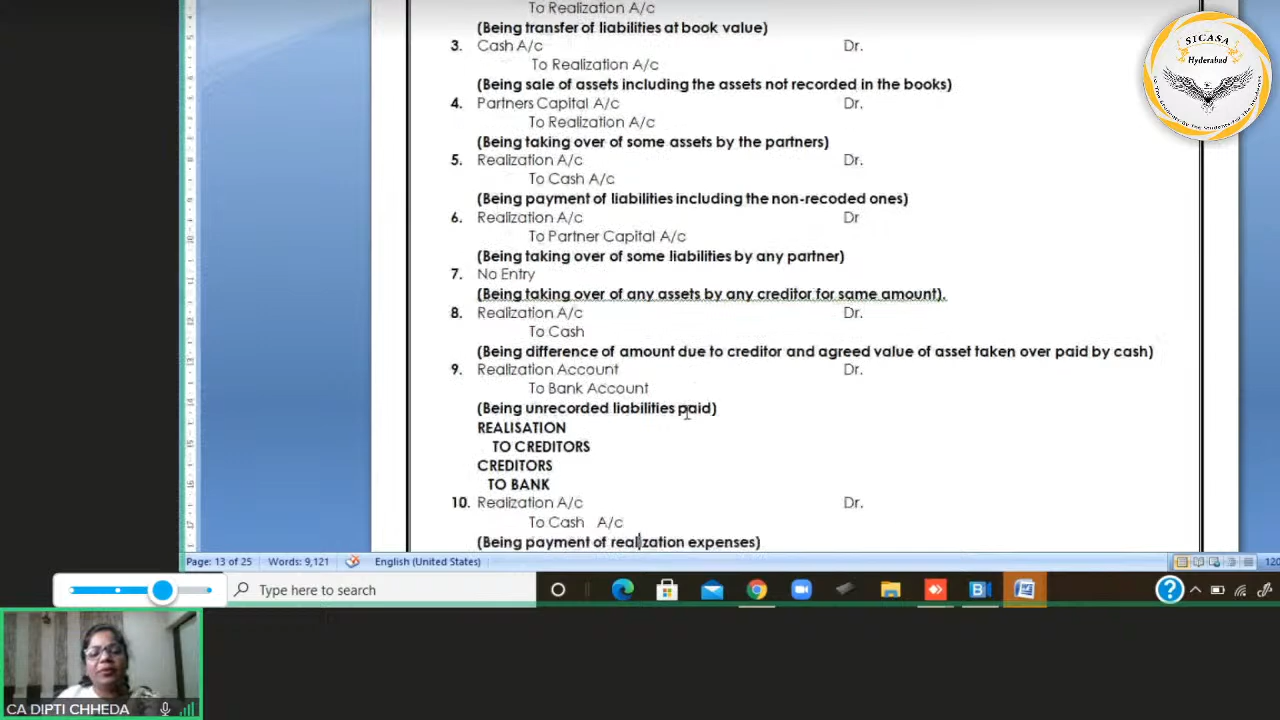 To Realization A/c
(Being transfer of liabilities at book value)
3. Cash A/c Dr.
To Realization A/c
(Being sale of assets including the assets not recorded in the books)
4. Partners Capital A/c Dr.
To Realization A/c
(Being taking over of some assets by the partners)
5. Realization A/c Dr.
To Cash A/c
(Being payment of liabilities including the non-recoded ones)
6. Realization A/c Dr
To Partner Capital A/c
(Being taking over of some liabilities by any partner)
7. No Entry
(Being taking over of any assets by any creditor for same amount).
8. Realization A/c Dr.
To Cash
(Being difference of amount due to creditor and agreed value of asset taken over paid by cash)
9. Realization Account Dr.
To Bank Account
(Being unrecorded liabilities paid)
REALISATION
TO CREDITORS
CREDITORS
TO BANK
10. Realization A/c Dr.
To Cash A/c
(Being payment of realization expenses)
SICASA
Hyderabad
Page: 13 of 25 Words: 9,121 English (United States) 120
Type here to search
CA DIPTI CHHEDA